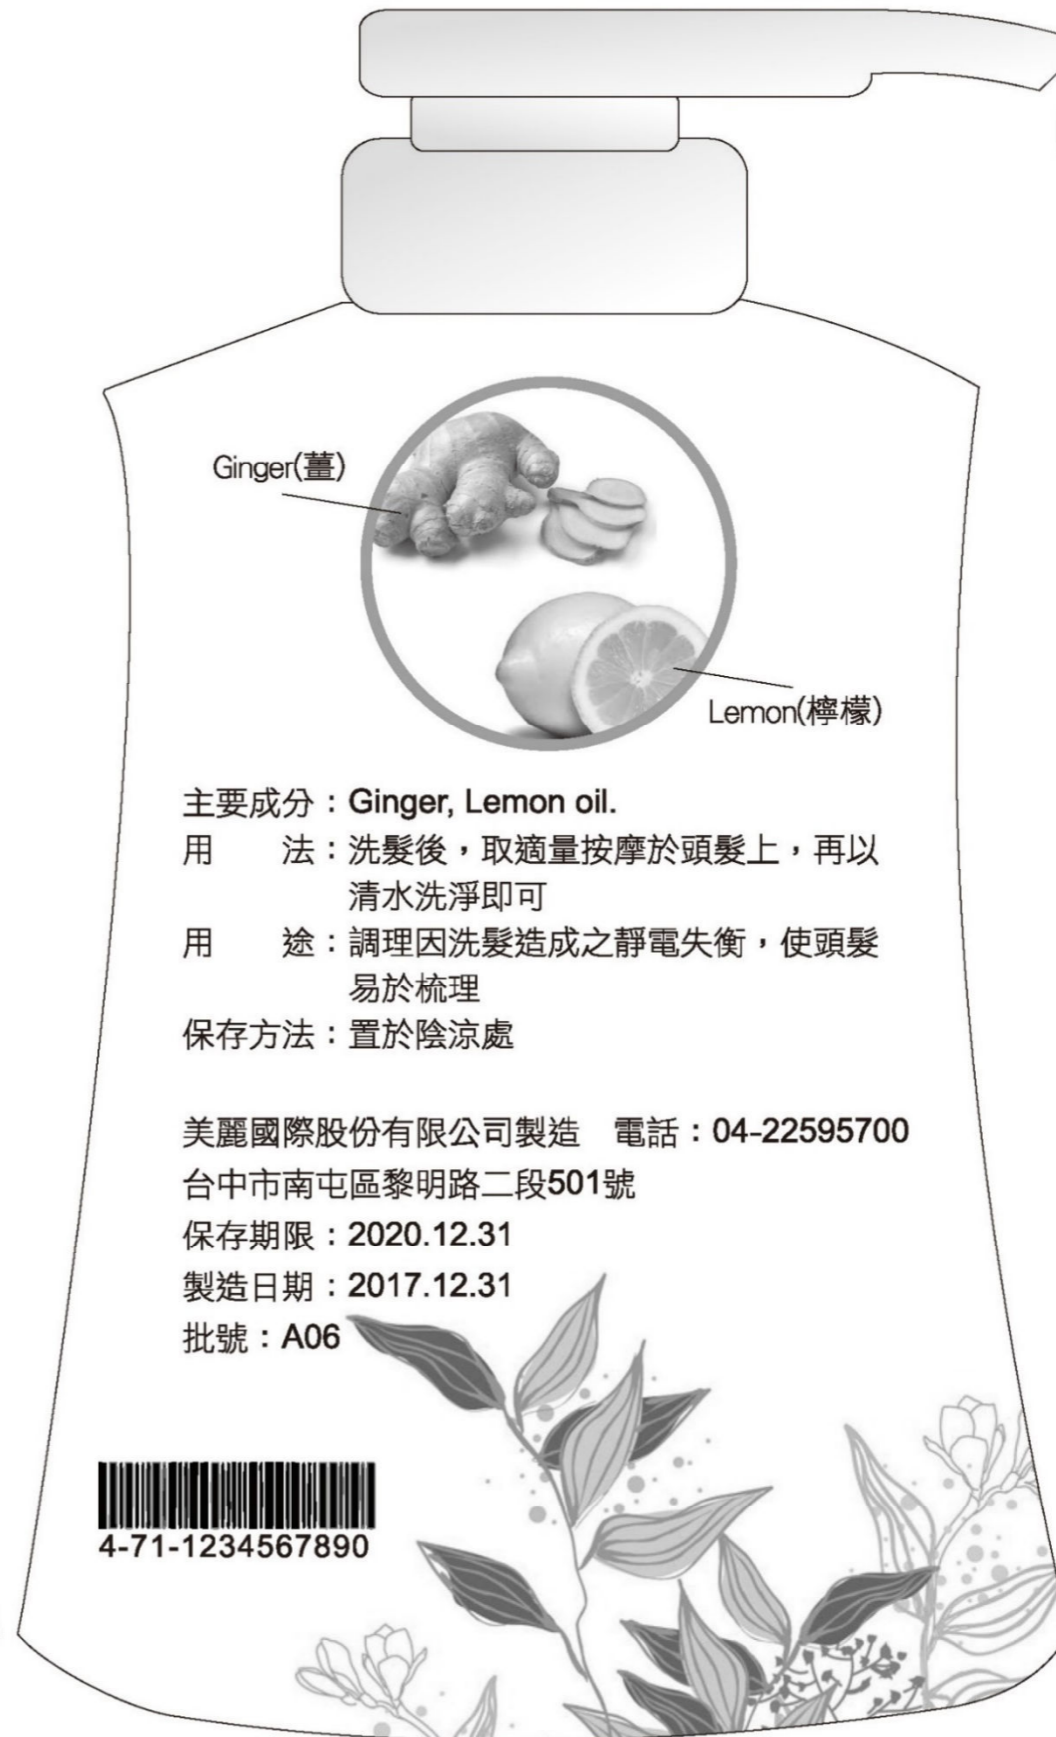 Ginger(薑)
Lemon(檸檬)
主要成分：Ginger, Lemon oil.
用　　法：洗髮後，取適量按摩於頭髮上，再以
清水洗淨即可
用　　途：調理因洗髮造成之靜電失衡，使頭髮
易於梳理
保存方法：置於陰涼處
美麗國際股份有限公司製造　電話：04-22595700
台中市南屯區黎明路二段501號
保存期限：2020.12.31
製造日期：2017.12.31
批號：A06
4-71-1234567890